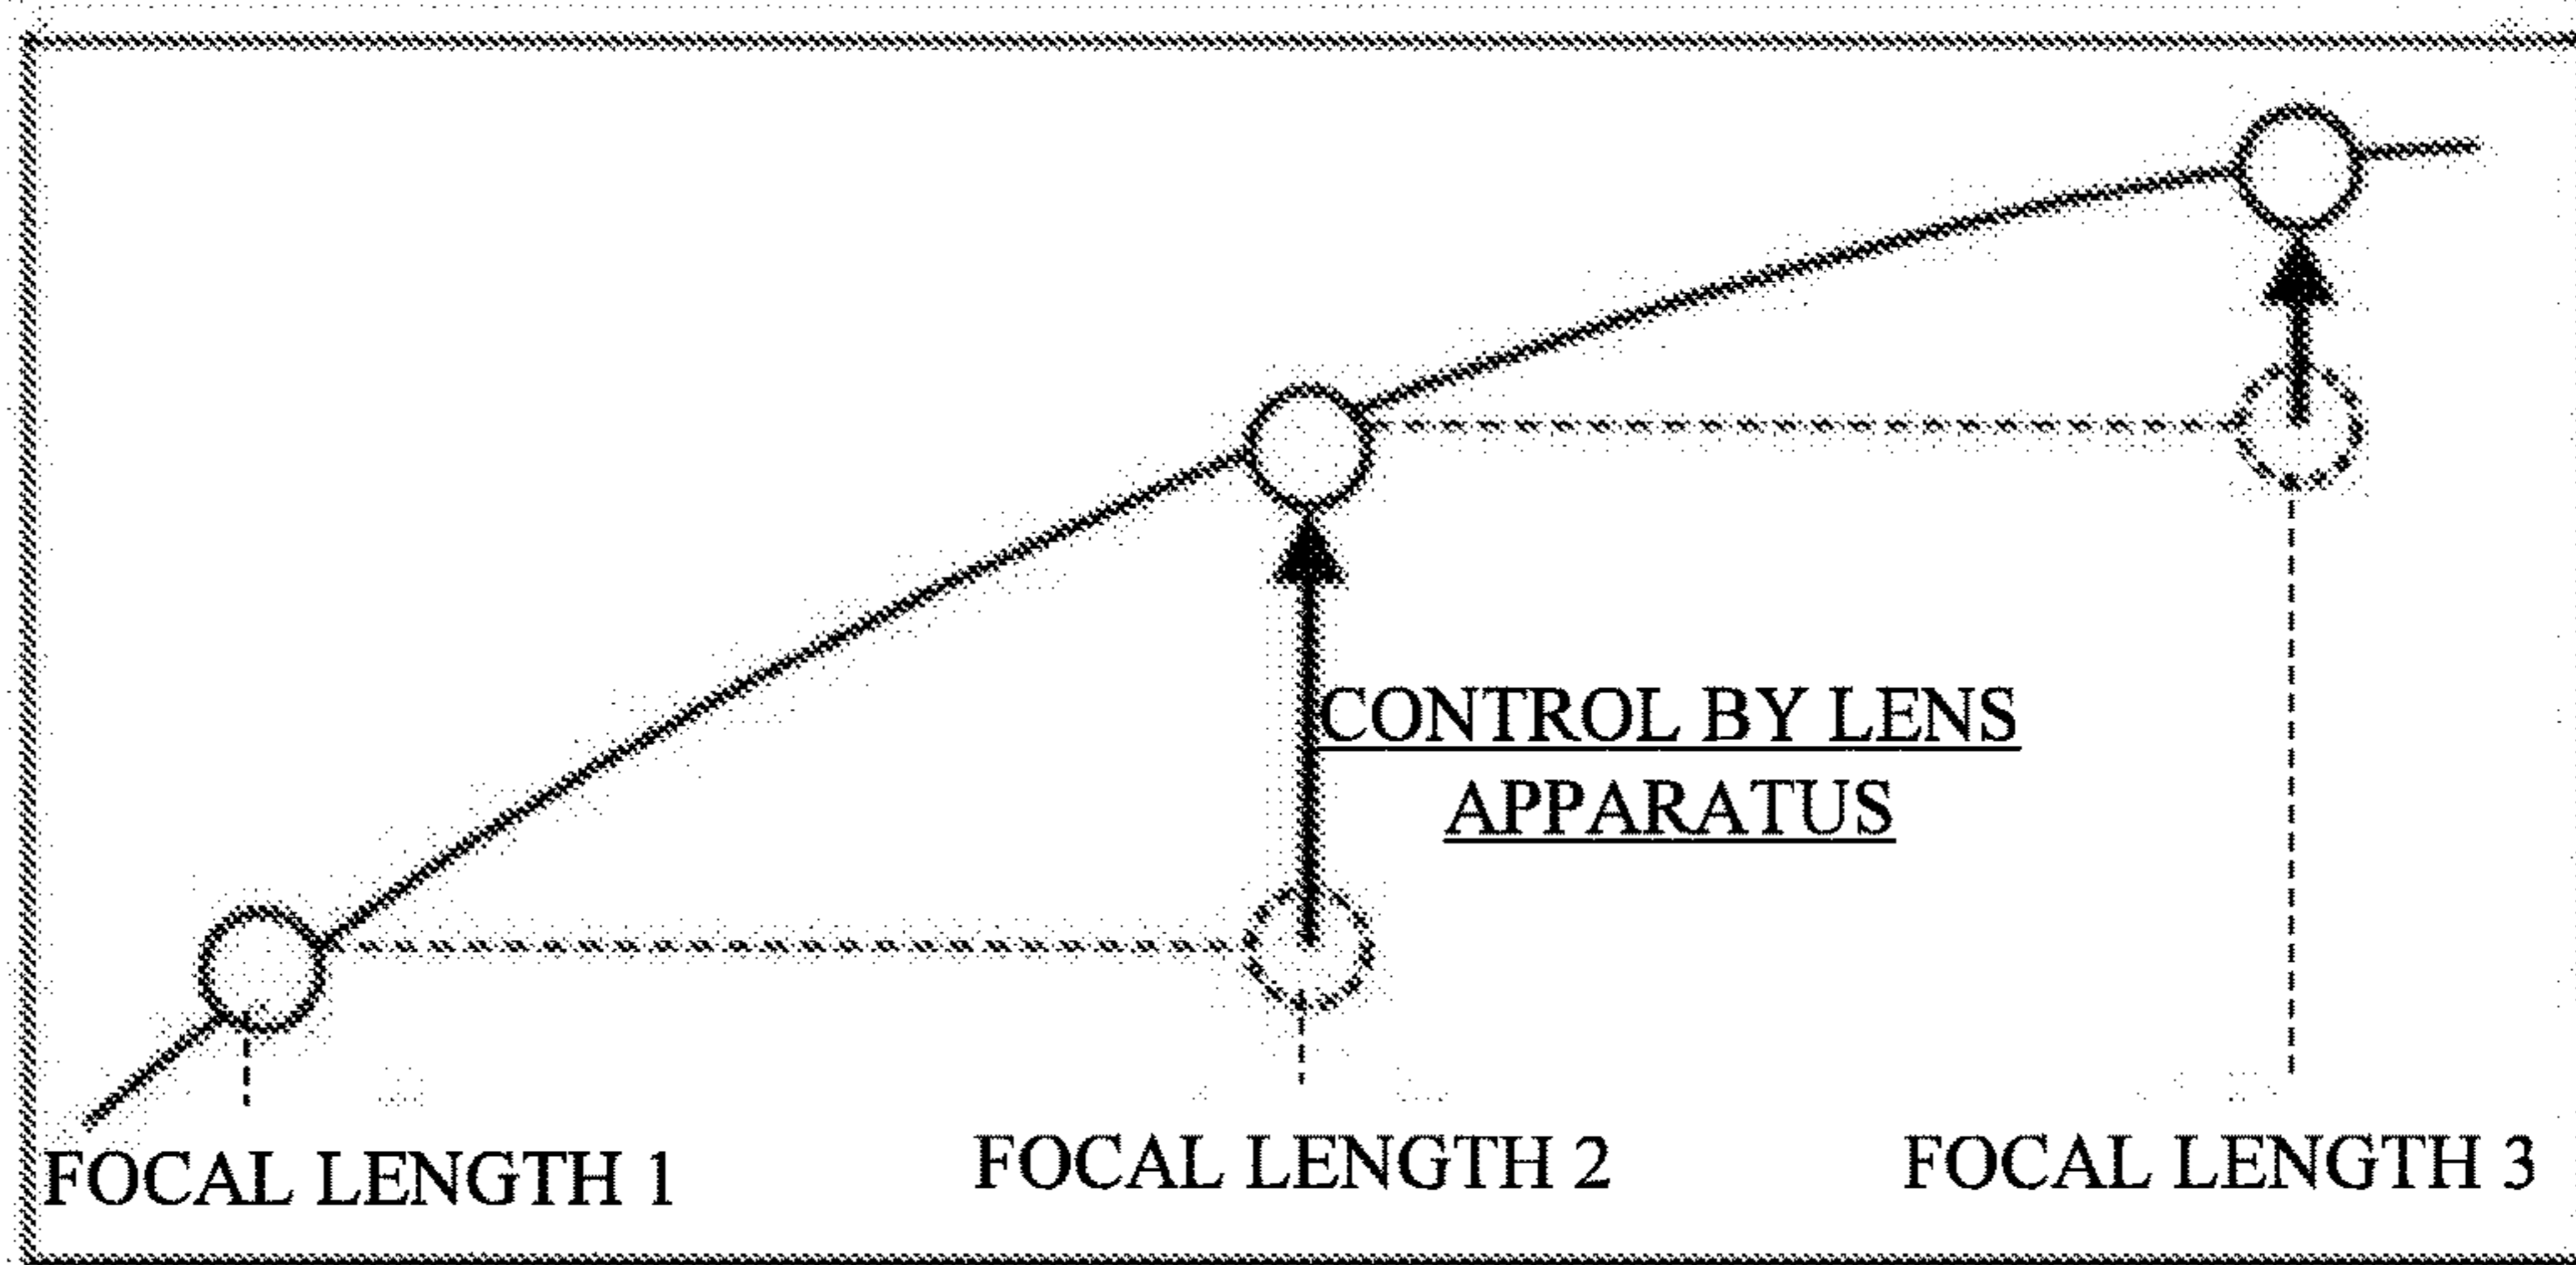 CONTROL BY LENS
APPARATUS
FOCAL LENGTH 1
FOCAL LENGTH 2
FOCAL LENGTH 3